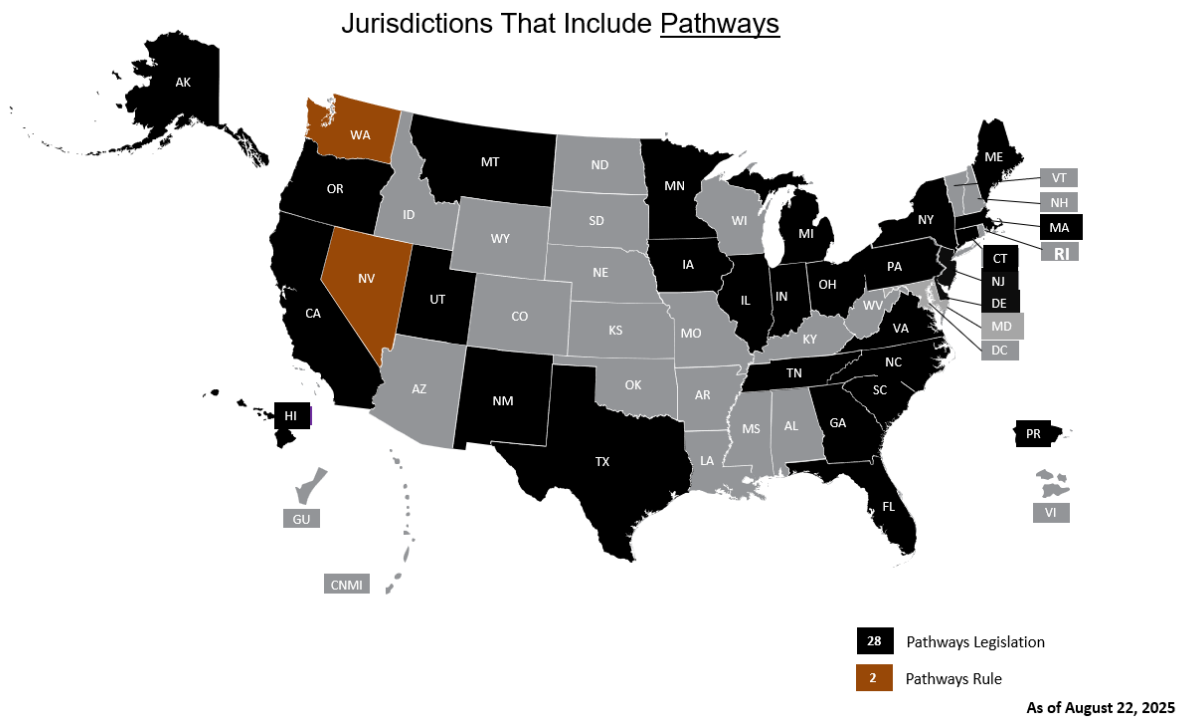 Jurisdictions That Include Pathways
AK
WA
MT
ND
MN
ME
VT
OR
ID
SD
WI
NY
NH
WY
MI
MA
CT
RI
NV
UT
NE
IA
PA
NJ
CA
CO
KS
MO
IL
IN
OH
WV
VA
DE
MD
DC
KY
AZ
NM
OK
AR
TN
NC
SC
HI
TX
LA
MS
AL
GA
PR
FL
GU
VI
CNMI
28 Pathways Legislation
2 Pathways Rule
As of August 22, 2025